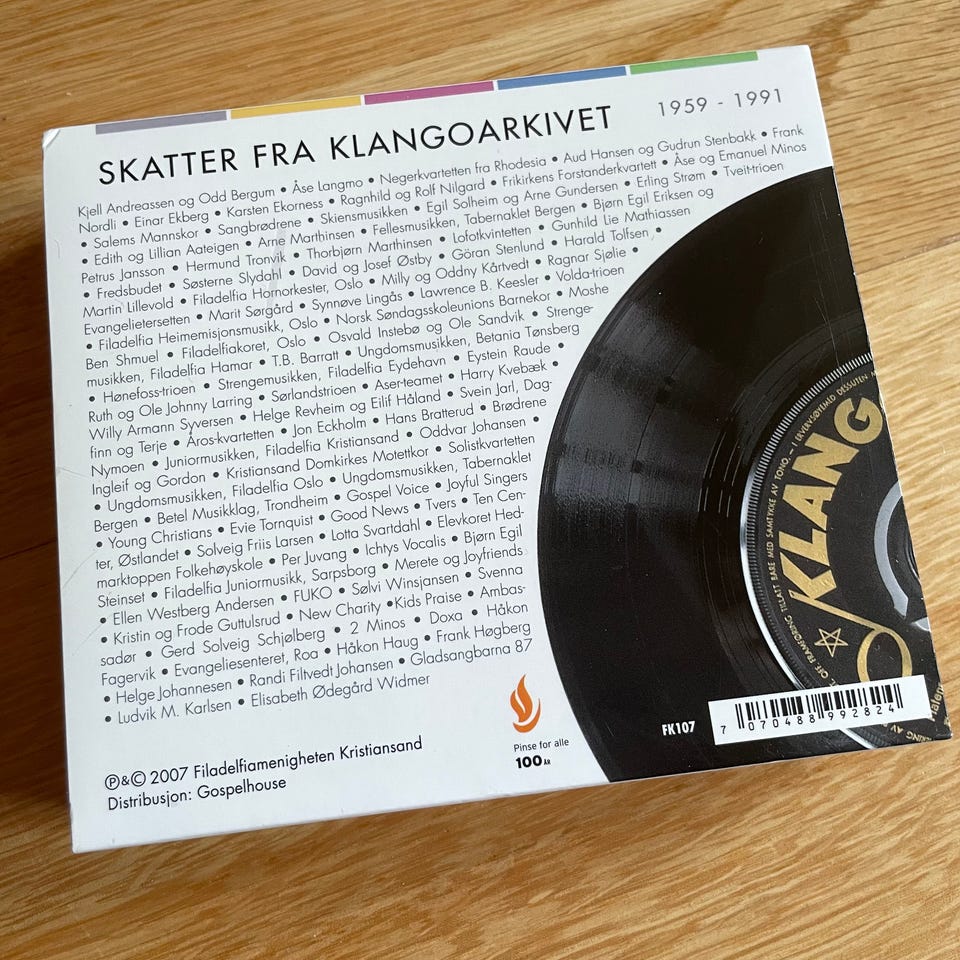 SKATTER FRA KLANGOARKIVET 1959 - 1991
Kjell Andreassen og Odd Bergum • Åse Langmo • Negerkvartetten fra Rhodesia • Aud Hansen og Gudrun Stenbakk • Frank
Nordli • Einar Ekberg • Karsten Ekorness • Ragnhild og Rolf Nilgard • Frikirkens Forstanderkvartett • Åse og Emanuel Minos
• Salems Mannskor • Sangbrødrene • Skiensmusikken • Egil Solheim og Arne Gundersen • Erling Strøm • Tveit-trioen
• Edith og Lillian Aateigen • Arne Marthinsen • Fellesmusikken, Tabernaklet Bergen • Bjørn Egil Eriksen og
Petrus Jansson • Hermund Tronvik • Thorbjørn Marthinsen • Lofotkvintetten • Gunhild Lie Mathiassen
• Fredsbudet • Søsterne Slydahl • David og Josef Østby • Göran Stenlund • Harald Tolfsen •
Martin Lillevold • Filadelfia Hornorkester, Oslo • Milly og Oddny Kårtvedt • Ragnar Sjølie •
Evangelietersetten • Marit Sørgård • Synnøve Lingås • Lawrence B. Keesler • Volda-trioen
• Filadelfia Heimemisjonsmusikk, Oslo • Norsk Søndagsskoleunions Barnekor • Moshe
Ben Shmuel • Filadelfiakoret, Oslo • Osvald Instebø og Ole Sandvik • Strenge-
musikken, Filadelfia Hamar • T.B. Barratt • Ungdomsmusikken, Betania Tønsberg
• Hønefoss-trioen • Strengemusikken, Filadelfia Eydehavn • Eystein Raude •
Ruth og Ole Johnny Larring • Sørlandstrioen • Aser-teamet • Harry Kvebæk •
Willy Armann Syversen • Helge Revheim og Eilif Håland • Svein Jarl, Dag-
finn og Terje • Åros-kvartetten • Jon Eckholm • Hans Bratterud • Brødrene
Nymoen • Juniormusikken, Filadelfia Kristiansand • Oddvar Johansen •
Ingleif og Gordon • Kristiansand Domkirkes Motettkor • Solistkvartetten
• Ungdomsmusikken, Filadelfia Oslo • Ungdomsmusikken, Tabernaklet
Bergen • Betel Musikklag, Trondheim • Gospel Voice • Joyful Singers
• Young Christians • Evie Tornquist • Good News • Tvers • Ten Cen-
ter, Østlandet • Solveig Friis Larsen • Lotta Svartdahl • Elevkoret Hed-
marktoppen Folkehøyskole • Per Juvang • Ichtys Vocalis • Bjørn Egil
Steinset • Filadelfia Juniormusikk, Sarpsborg • Merete og Joyfriends
• Ellen Westberg Andersen • FUKO • Sølvi Winsjansen • Svenna
• Kristin og Frode Guttulsrud • New Charity •Kids Praise • Ambas-
sadør • Gerd Solveig Schjølberg • 2 Minos • Doxa • Håkon
Fagervik • Evangeliesenteret, Roa • Håkon Haug • Frank Høgberg
• Helge Johannesen • Randi Filtvedt Johansen • Gladsangbarna 87
• Ludvik M. Karlsen • Elisabeth Ødegård Widmer
℗&© 2007 Filadelfiamenigheten Kristiansand
Distribusjon: Gospelhouse
Pinse for alle
100 ÅR
FK107
7 070488 992824
KLANG
OFF. FRAMFØRING TILLATT BARE MED SAMTYKKE AV TONO. — I ERVERVSØYEMED DESSUTEN